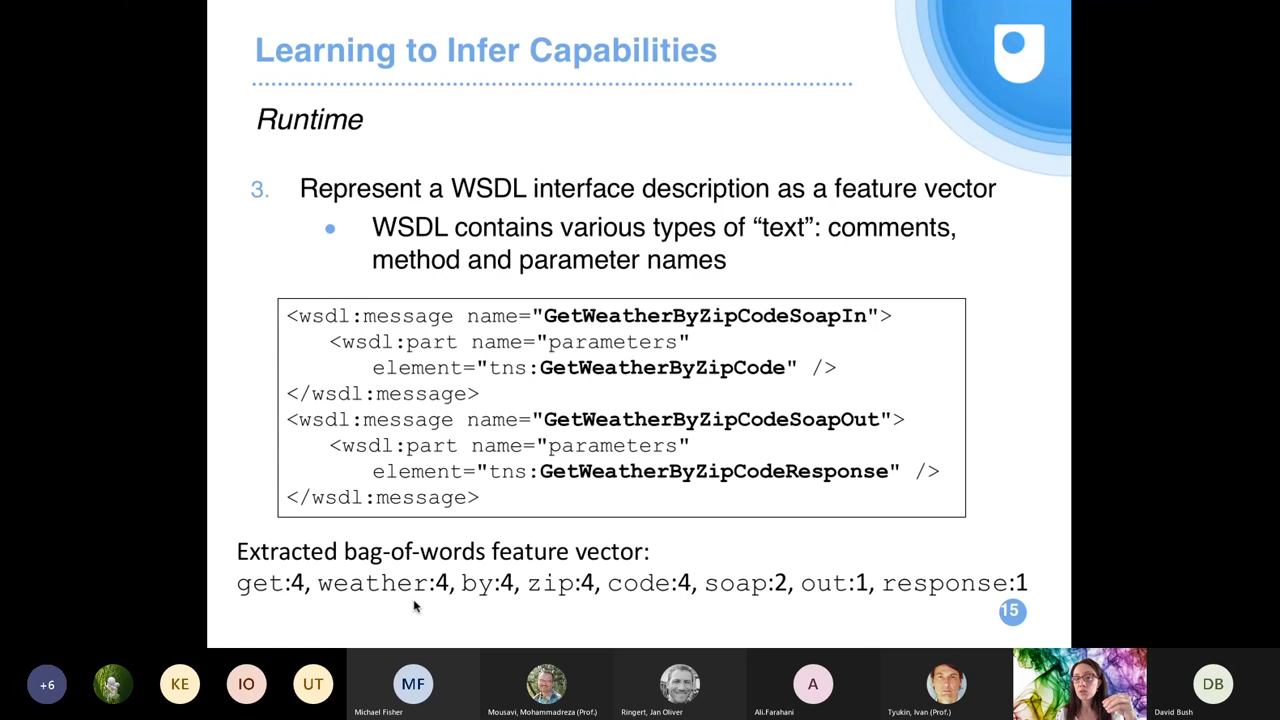 Learning to Infer Capabilities
Runtime
3. Represent a WSDL interface description as a feature vector
• WSDL contains various types of “text”: comments,
method and parameter names
<wsdl:message name="GetWeatherByZipCodeSoapIn">
<wsdl:part name="parameters"
element="tns:GetWeatherByZipCode" />
</wsdl:message>
<wsdl:message name="GetWeatherByZipCodeSoapOut">
<wsdl:part name="parameters"
element="tns:GetWeatherByZipCodeResponse" />
</wsdl:message>
Extracted bag-of-words feature vector:
get:4, weather:4, by:4, zip:4, code:4, soap:2, out:1, response:1
15
+6 KE IO UT MF A DB
Michael Fisher Mousavi, Mohammadreza (Prof.) Ringert, Jan Oliver Ali.Farahani Tyukin, Ivan (Prof.) David Bush